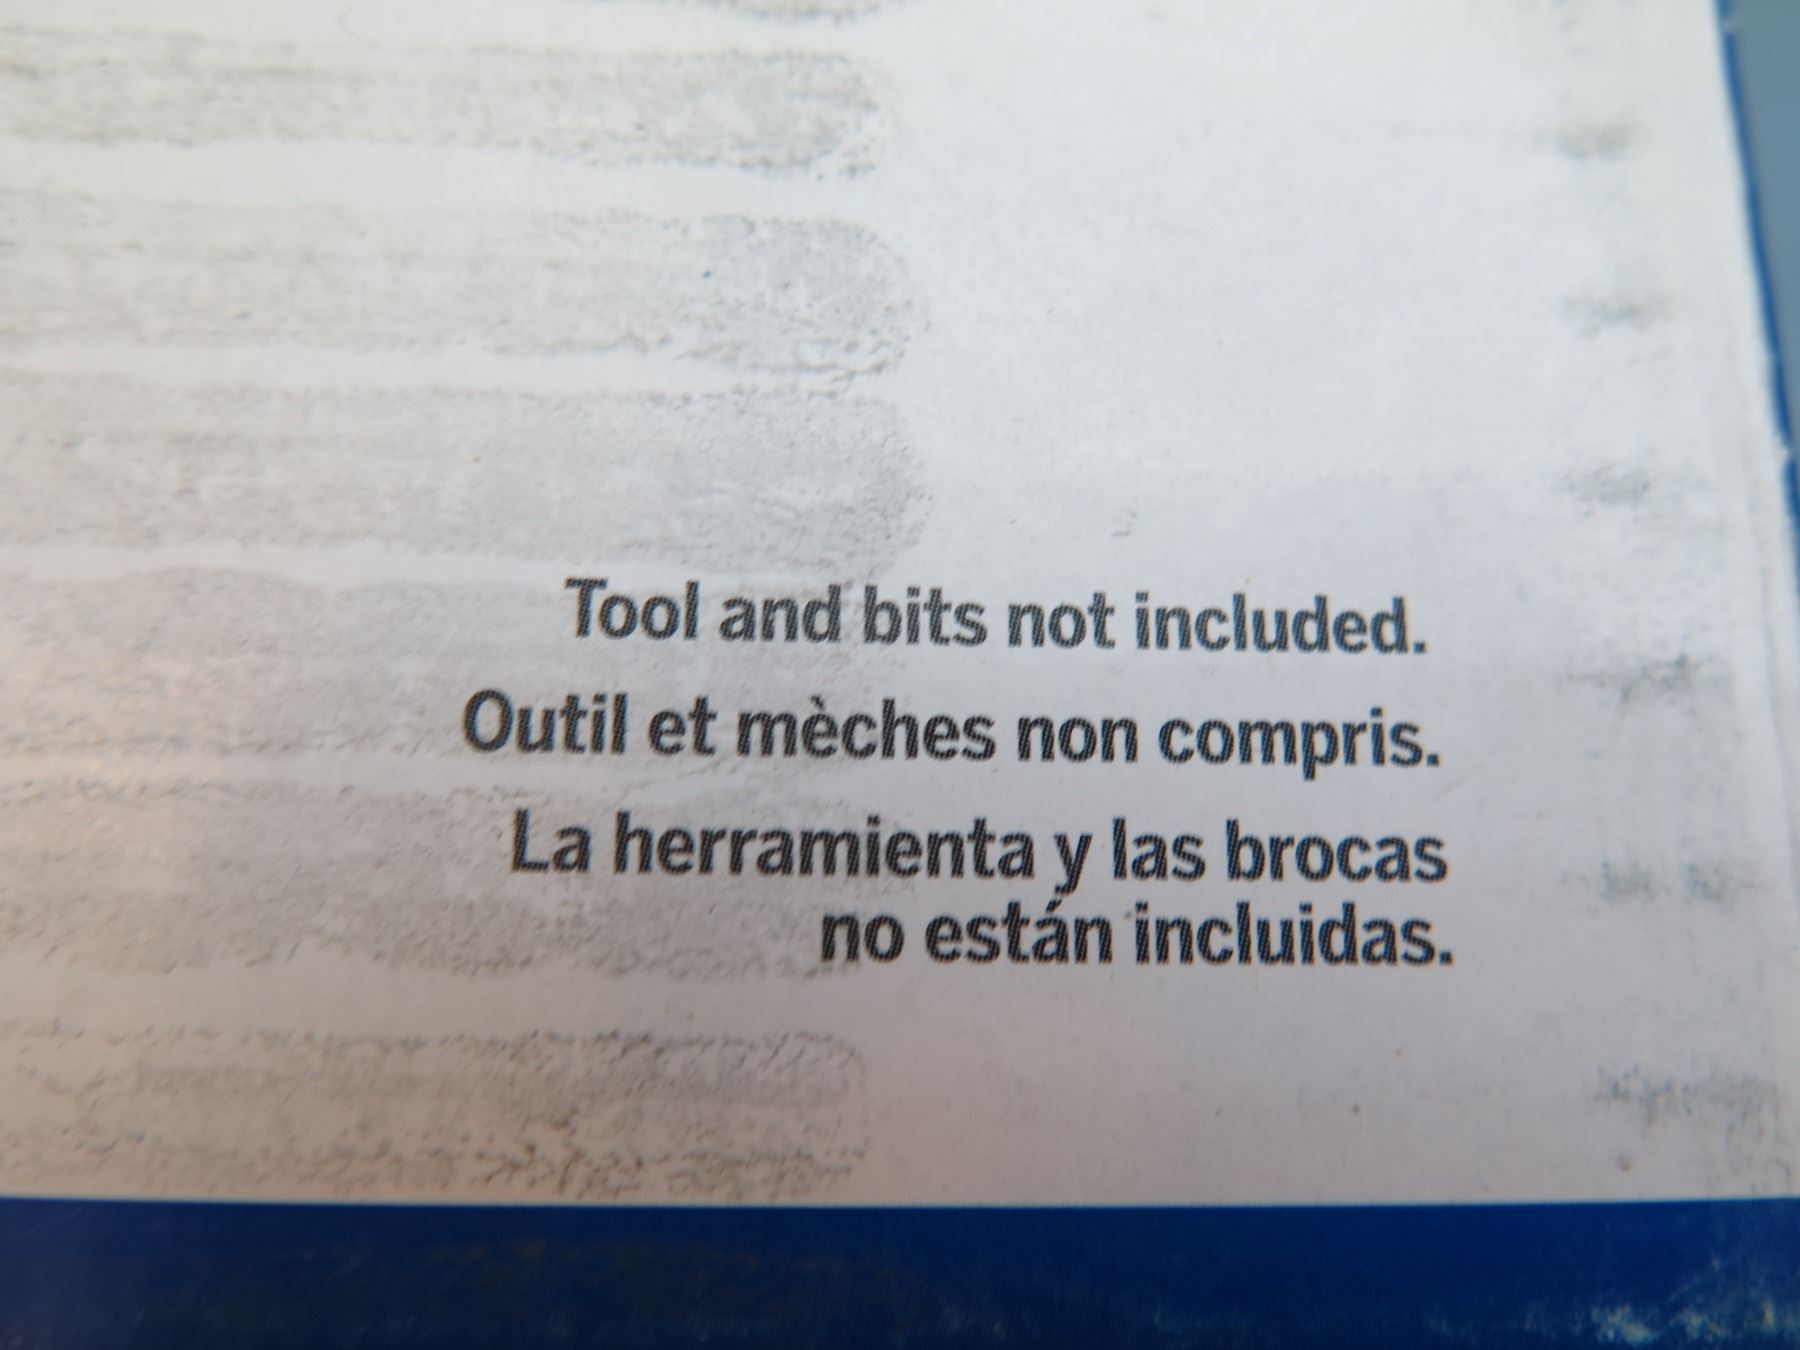 Tool and bits not included.
Outil et mèches non compris.
La herramienta y las brocas
no están incluidas.